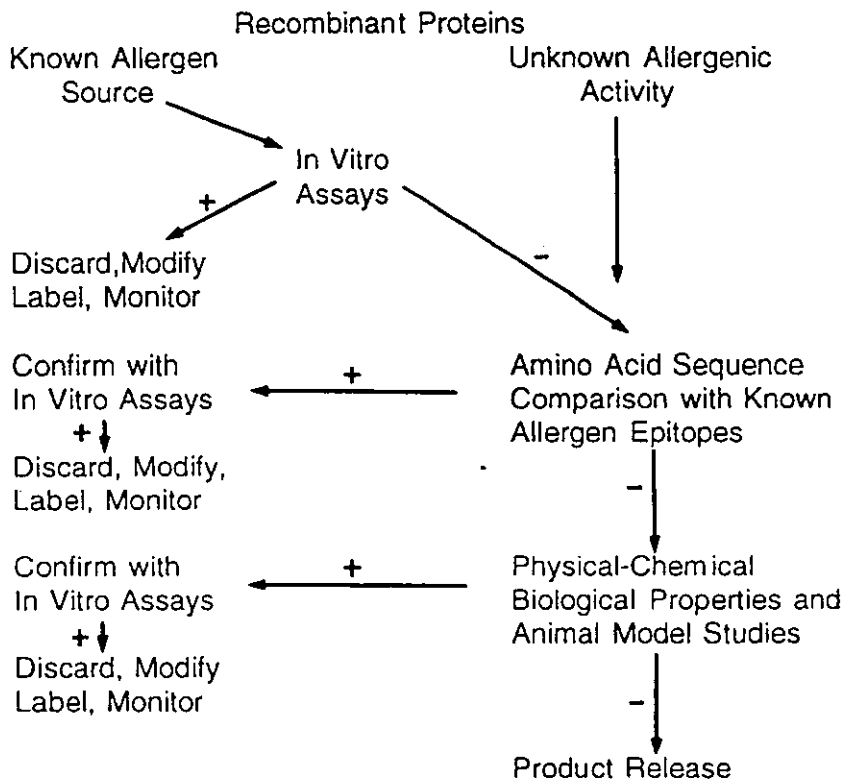 Recombinant Proteins
Known Allergen
Source
Unknown Allergenic
Activity
In Vitro
Assays
+
-
Discard,Modify
Label, Monitor
Confirm with
In Vitro Assays
+
Amino Acid Sequence
Comparison with Known
Allergen Epitopes
+
Discard, Modify,
Label, Monitor
-
Confirm with
In Vitro Assays
+
Physical-Chemical
Biological Properties and
Animal Model Studies
+
Discard, Modify
Label, Monitor
-
Product Release